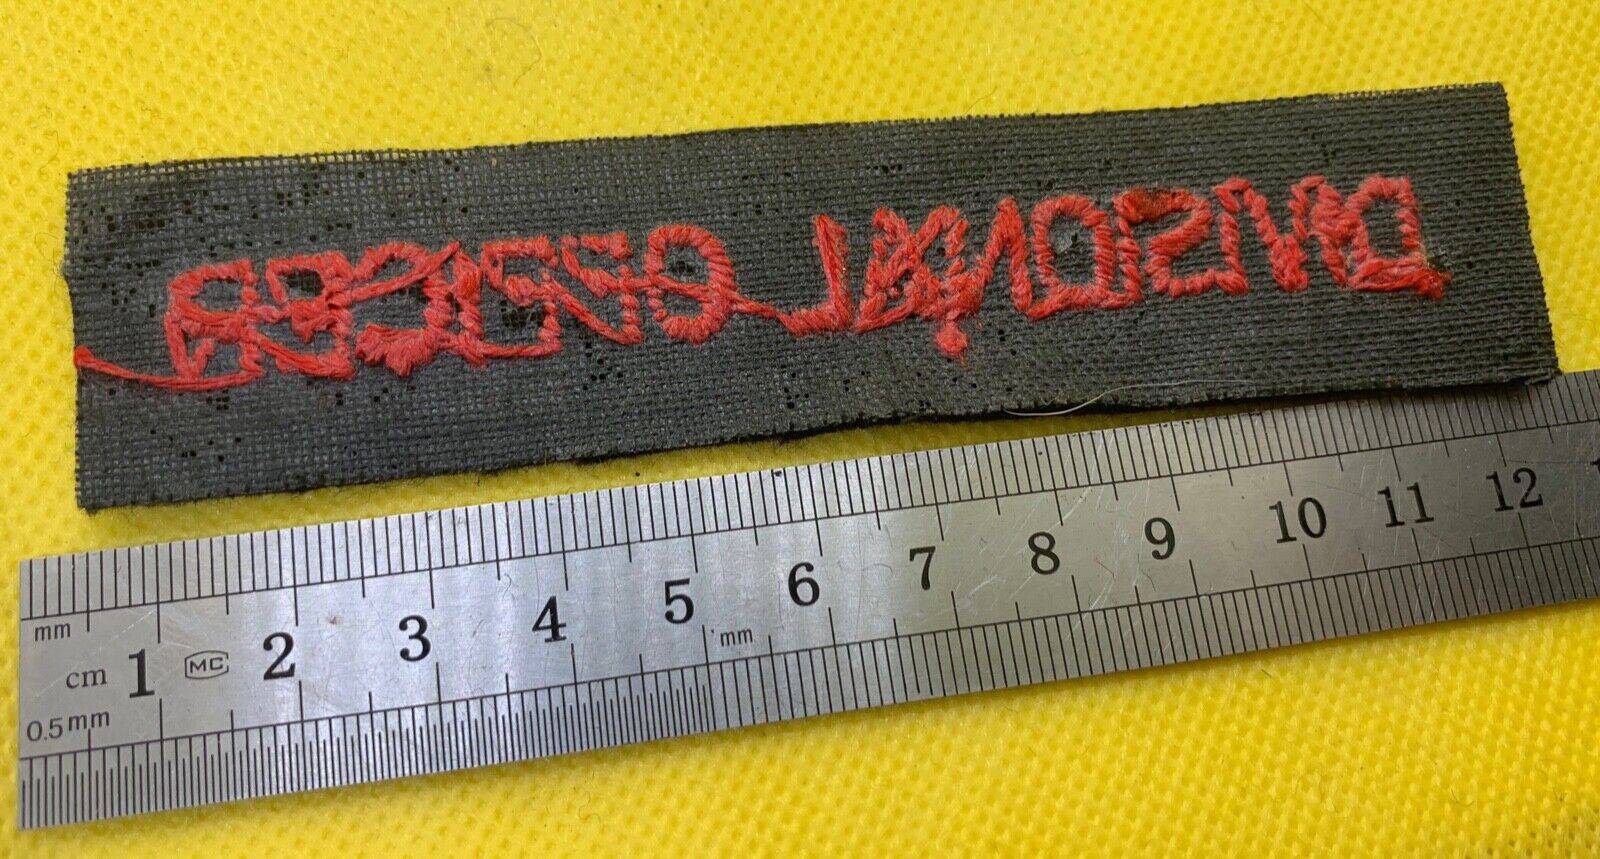 DIVISIONAL OFFICER
mm
cm 1 MC 2 3 4 5 mm 6 7 8 9 10 11 12
0.5mm